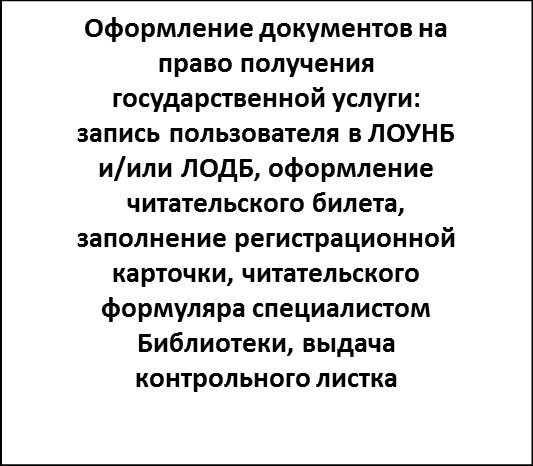 Оформление документов на
право получения
государственной услуги:
запись пользователя в ЛОУНБ
и/или ЛОДБ, оформление
читательского билета,
заполнение регистрационной
карточки, читательского
формуляра специалистом
Библиотеки, выдача
контрольного листка